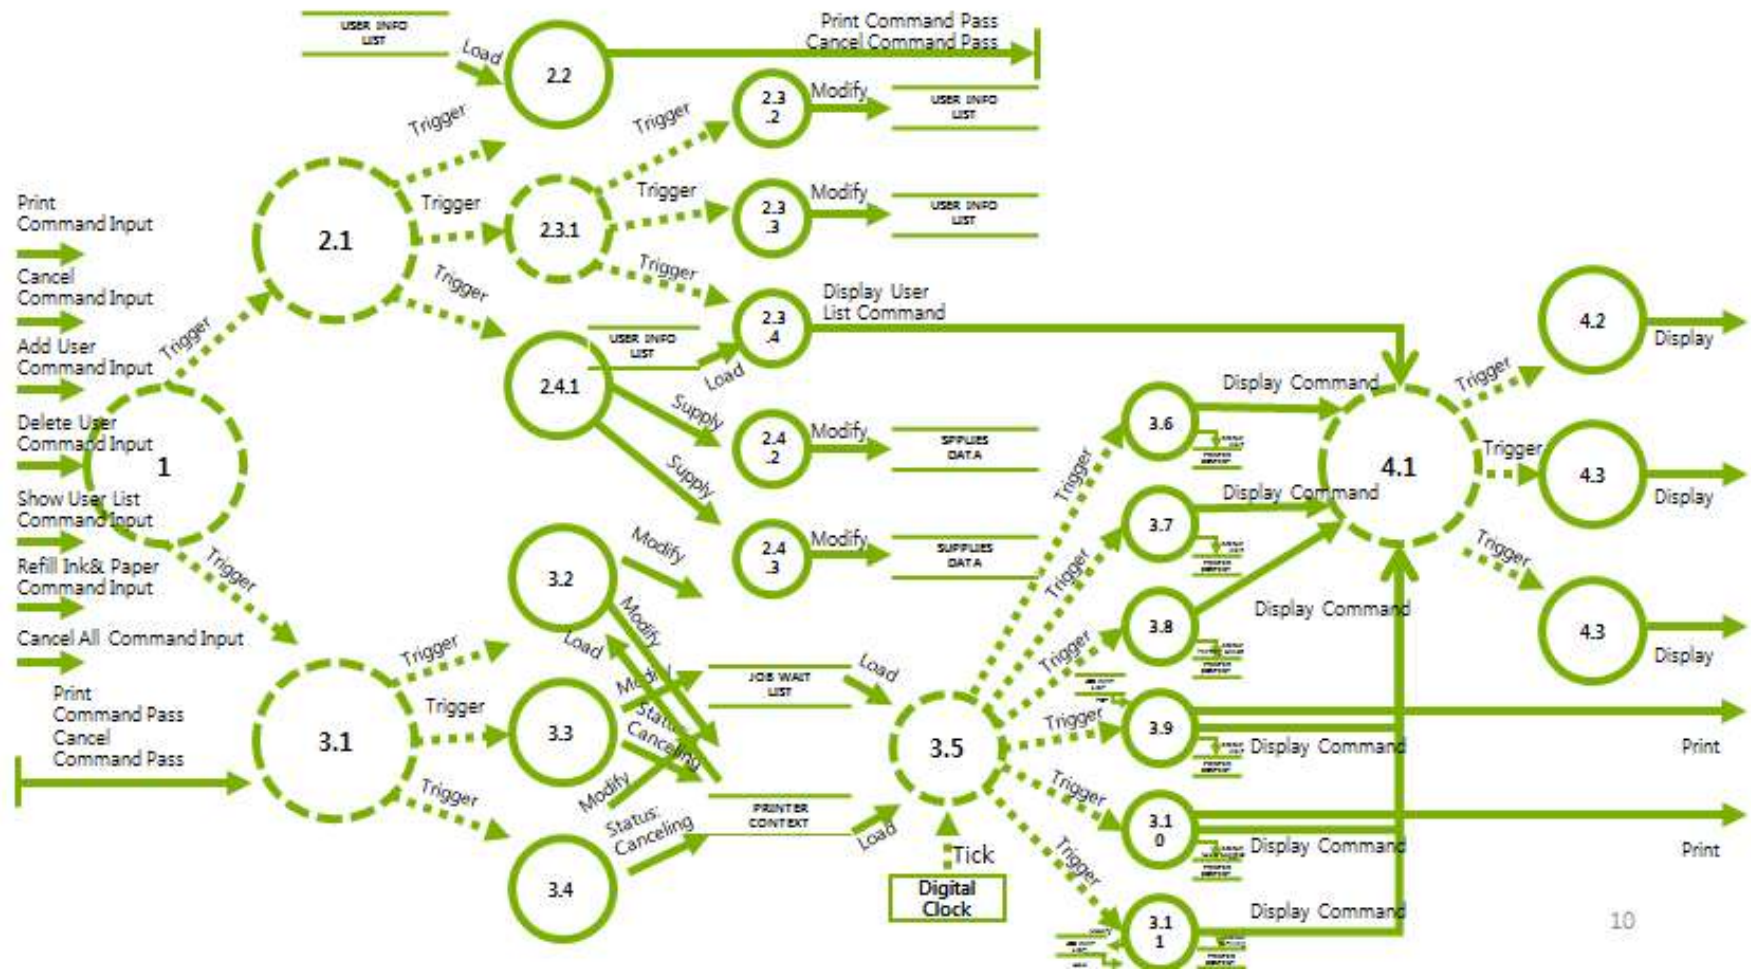 USER INFO
LIST
Load
2.2
Print Command Pass
Cancel Command Pass
Trigger
Trigger
2.3
.2
Modify
USER INFO
LIST
Print
Command Input
2.1
Trigger
2.3.1
Trigger
2.3
.3
Modify
USER INFO
LIST
Cancel
Command Input
Trigger
Trigger
Trigger
Display User
List Command
2.3
.4
USER INFO
LIST
Load
4.2
Display
Add User
Command Input
2.4.1
Supply
Supply
2.4
.2
Modify
SPPLIES
DATA
Trigger
3.6
Display Command
Trigger
Delete User
Command Input
1
4.1
Trigger
4.3
Display
Show User List
Command Input
Trigger
3.2
Modify
2.4
.3
Modify
SUPPLIES
DATA
Trigger
3.7
Display Command
Trigger
Refill Ink& Paper
Command Input
Modify
Load
Trigger
3.8
Display Command
4.3
Display
Cancel All Command Input
Trigger
JOB WAIT
LIST
Load
Print
Command Pass
Cancel
Command Pass
3.1
Trigger
3.3
Status:
Canceling
3.5
Trigger
3.9
Display Command
Print
Trigger
Modify
Status:
Canceling
PRINTER
CONTEXT
Load
Trigger
3.1
0
Display Command
Print
3.4
Tick
Digital
Clock
Trigger
3.1
1
Display Command
10